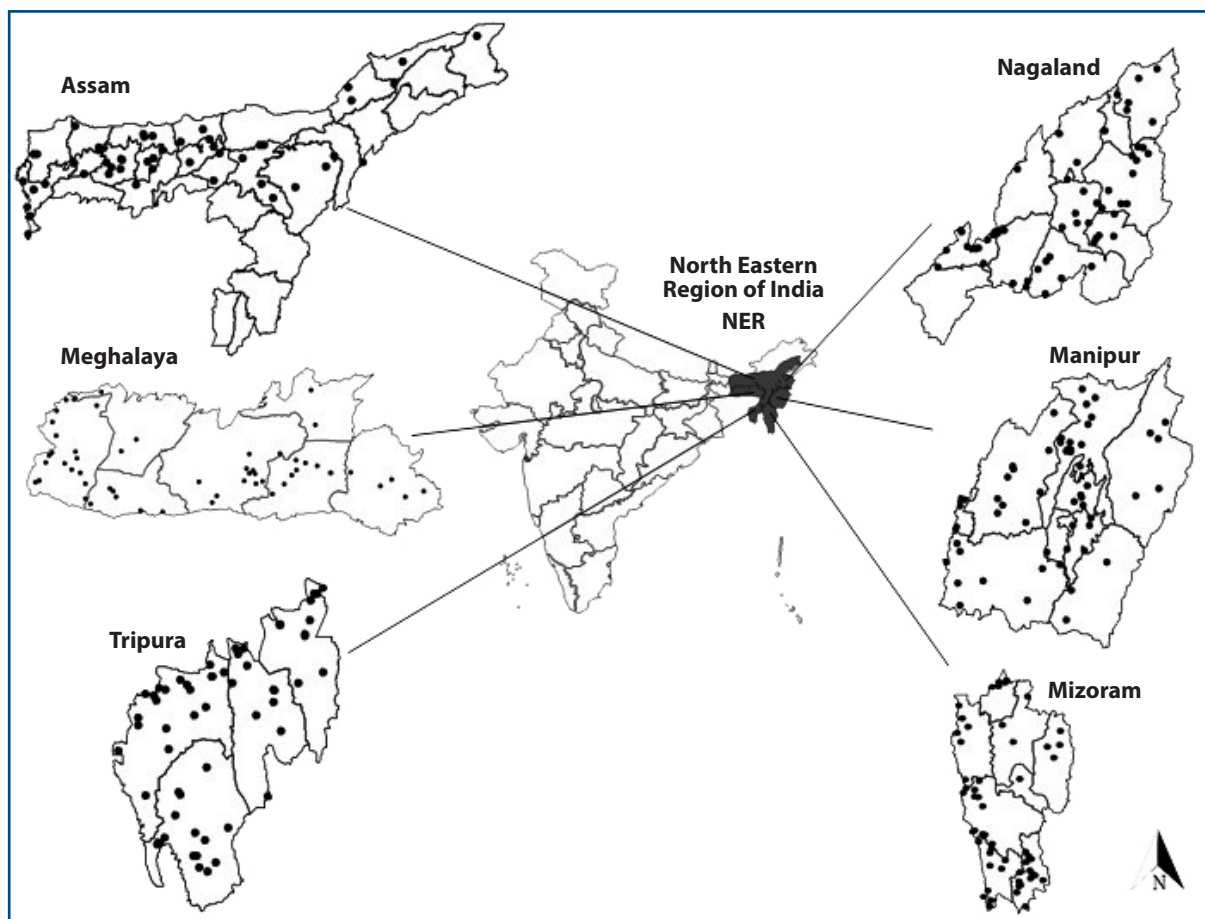 Assam
Nagaland
North Eastern
Region of India
NER
Meghalaya
Manipur
Tripura
Mizoram
N